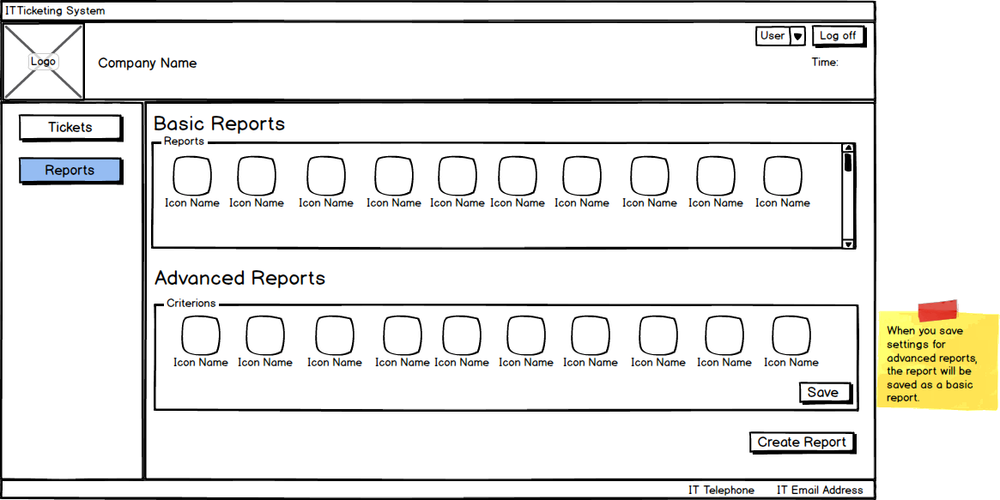 IT Ticketing System
User
Log off
Logo
Company Name
Time:
Tickets
Reports
Basic Reports
Reports
Icon Name Icon Name Icon Name Icon Name Icon Name Icon Name Icon Name Icon Name Icon Name Icon Name
Advanced Reports
Criterions
Icon Name Icon Name Icon Name Icon Name Icon Name Icon Name Icon Name Icon Name Icon Name Icon Name
Save
Create Report
When you save
settings for
advanced reports,
the report will be
saved as a basic
report.
IT Telephone IT Email Address